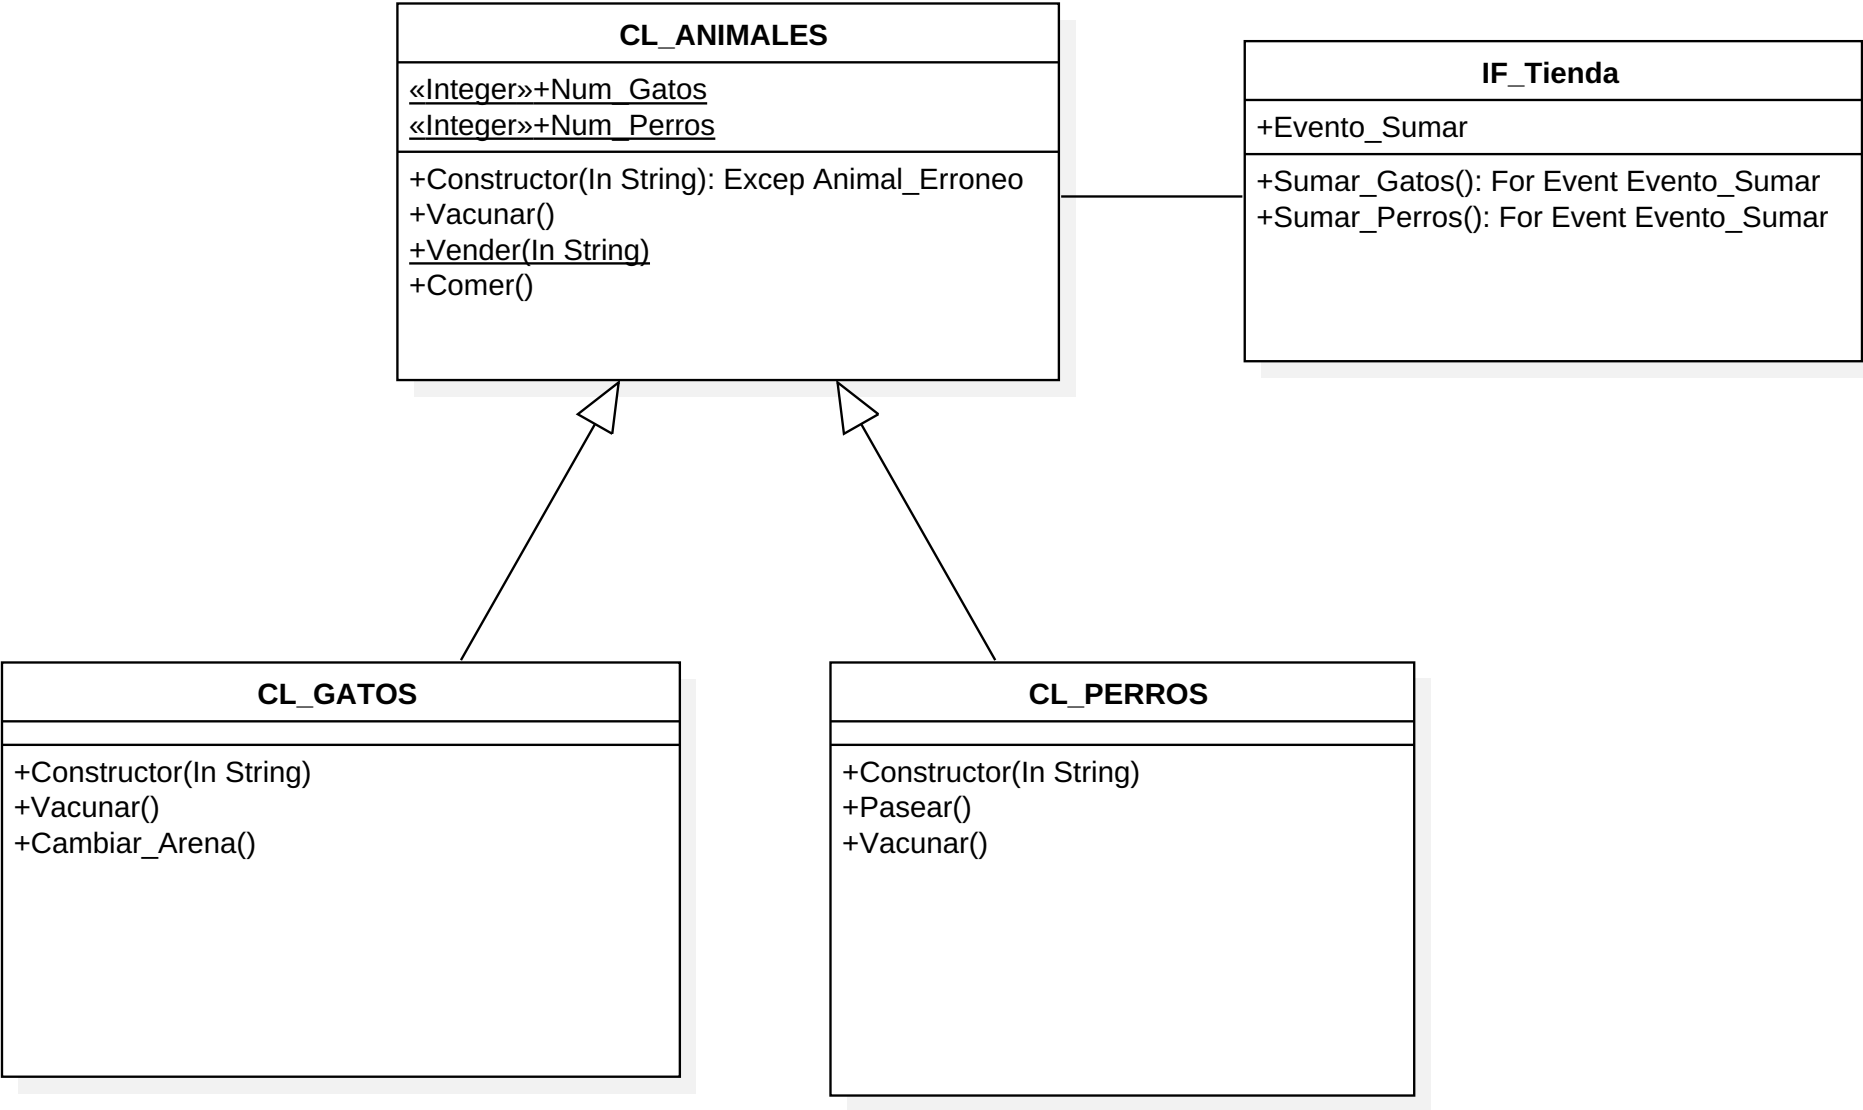 CL_ANIMALES
«Integer»+Num_Gatos
«Integer»+Num_Perros
+Constructor(In String): Excep Animal_Erroneo
+Vacunar()
+Vender(In String)
+Comer()
IF_Tienda
+Evento_Sumar
+Sumar_Gatos(): For Event Evento_Sumar
+Sumar_Perros(): For Event Evento_Sumar
CL_GATOS
+Constructor(In String)
+Vacunar()
+Cambiar_Arena()
CL_PERROS
+Constructor(In String)
+Pasear()
+Vacunar()